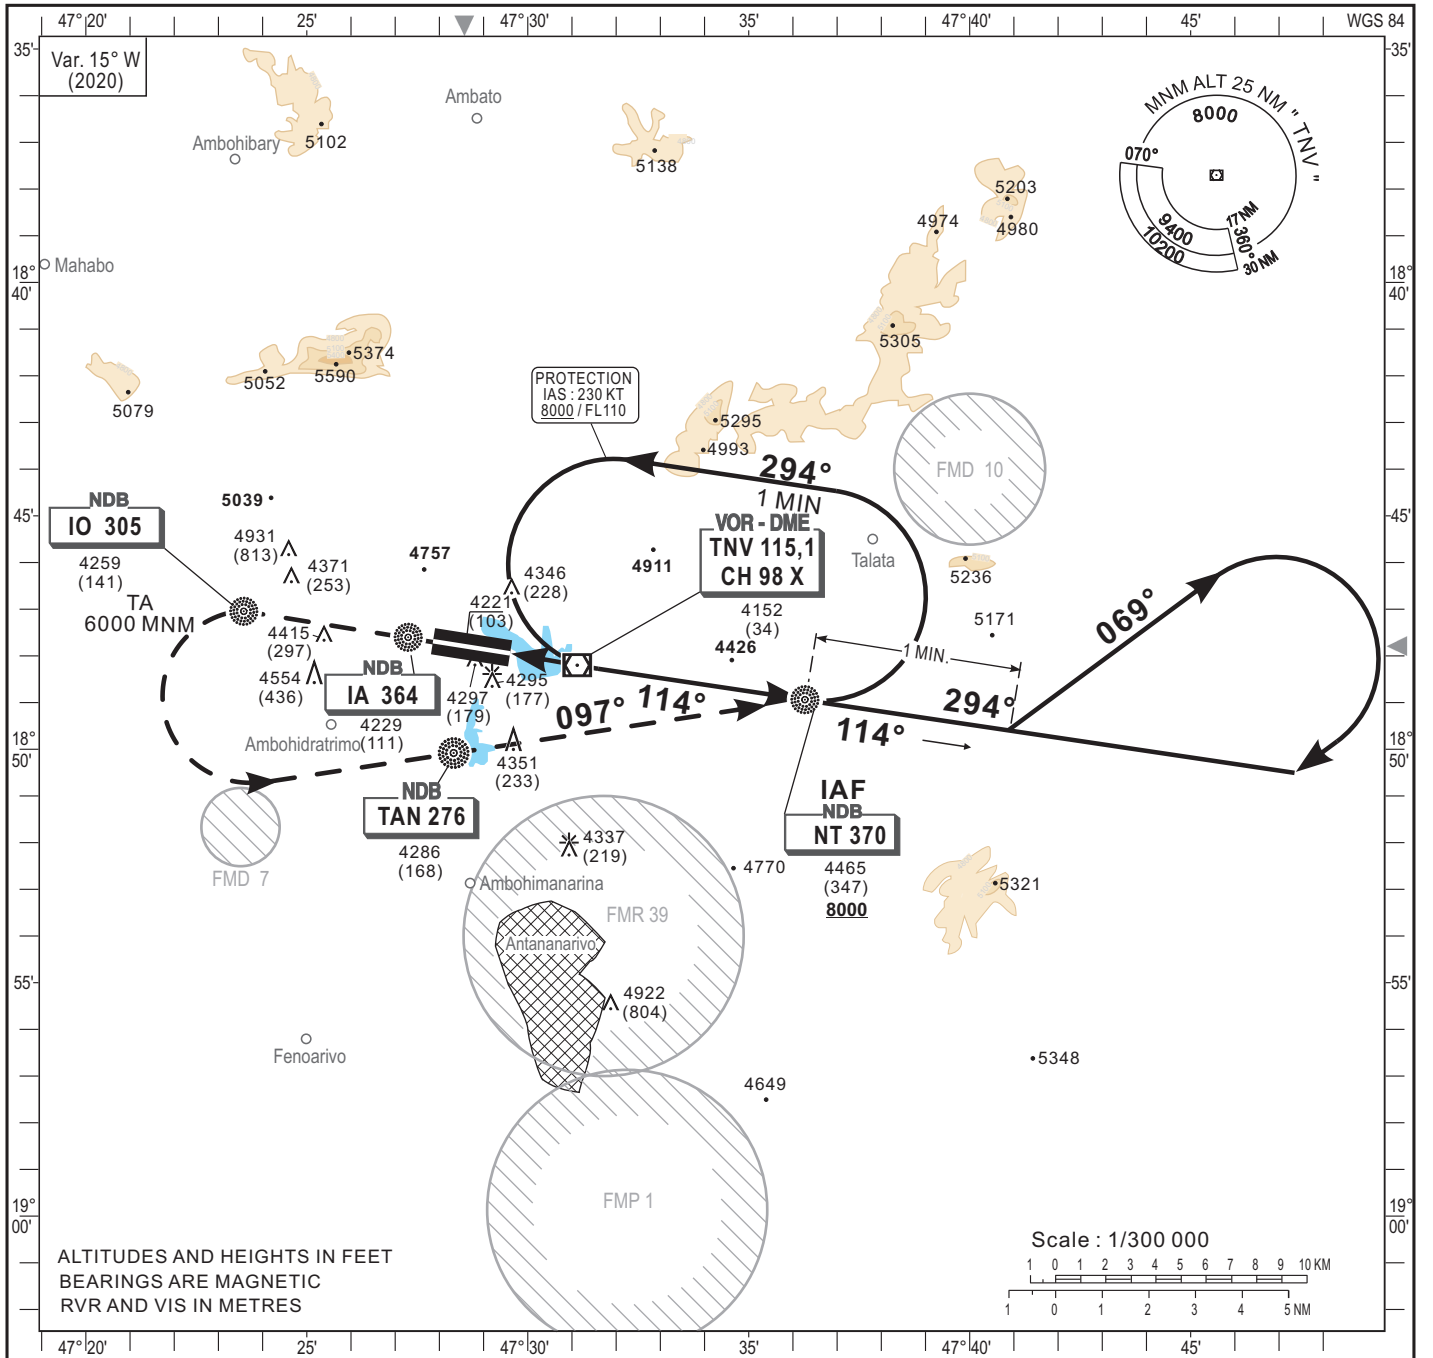 47° 20'
25'
47° 30'
35'
47° 40'
45'
WGS 84
35'
35'
Var. 15° W
(2020)
Ambato
Ambohibary
5102
5138
MNM ALT 25 NM " TNV "
8000
070°
9400
10200
17 NM
360°
30 NM
5203
4980
4974
Mahabo
18°
40'
18°
40'
5305
5374
5052
5590
5079
PROTECTION
IAS : 230 KT
8000 / FL110
5295
4993
FMD 10
294°
1 MIN
NDB
IO 305
4259
(141)
5039
45'
45'
VOR - DME
TNV 115,1
CH 98 X
4152
(34)
4931
(813)
4371
(253)
4757
4911
Talata
4346
(228)
5236
TA
6000 MNM
4221
(103)
5171
069°
4415
(297)
4426
1 MIN.
4554
(436)
NDB
IA 364
4229
(111)
4297
(179)
4295
(177)
097°
114°
294°
114°
Ambohidratrimo
18°
50'
18°
50'
4351
(233)
NDB
TAN 276
4286
(168)
IAF
NDB
NT 370
4465
(347)
8000
FMD 7
4337
(219)
4770
5321
Ambohimanarina
FMR 39
Antananarivo
55'
55'
4922
(804)
Fenoarivo
5348
4649
FMP 1
19°
00'
19°
00'
ALTITUDES AND HEIGHTS IN FEET
BEARINGS ARE MAGNETIC
RVR AND VIS IN METRES
Scale : 1/300 000
1 0 1 2 3 4 5 6 7 8 9 10 KM
1 0 1 2 3 4 5 NM
47° 20'
25'
47° 30'
35'
47° 40'
45'